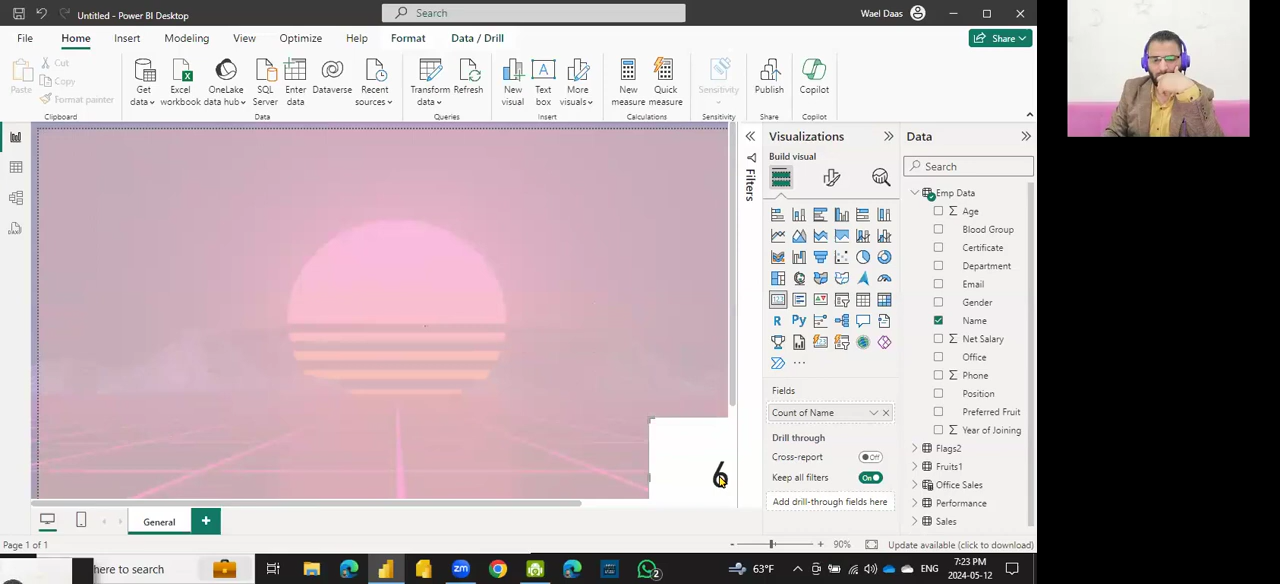 Untitled - Power BI Desktop
Search
Wael Daas
File
Home
Insert
Modeling
View
Optimize
Help
Format
Data / Drill
Share
Paste
Cut
Copy
Format painter
Clipboard
Get data
Excel workbook
OneLake data hub
SQL Server
Enter data
Dataverse
Recent sources
Data
Transform data
Refresh
Queries
New visual
Text box
More visuals
Insert
New measure
Quick measure
Calculations
Sensitivity
Sensitivity
Publish
Share
Copilot
Copilot
Filters
Visualizations
Build visual
R
Py
Fields
Count of Name
Drill through
Cross-report
Off
Keep all filters
On
Add drill-through fields here
Data
Search
Emp Data
Age
Blood Group
Certificate
Department
Email
Gender
Name
Net Salary
Office
Phone
Position
Preferred Fruit
Year of Joining
Flags2
Fruits1
Office Sales
Performance
Sales
6
General
Page 1 of 1
90%
Update available (click to download)
here to search
zm
2
63°F
ENG
7:23 PM
2024-05-12